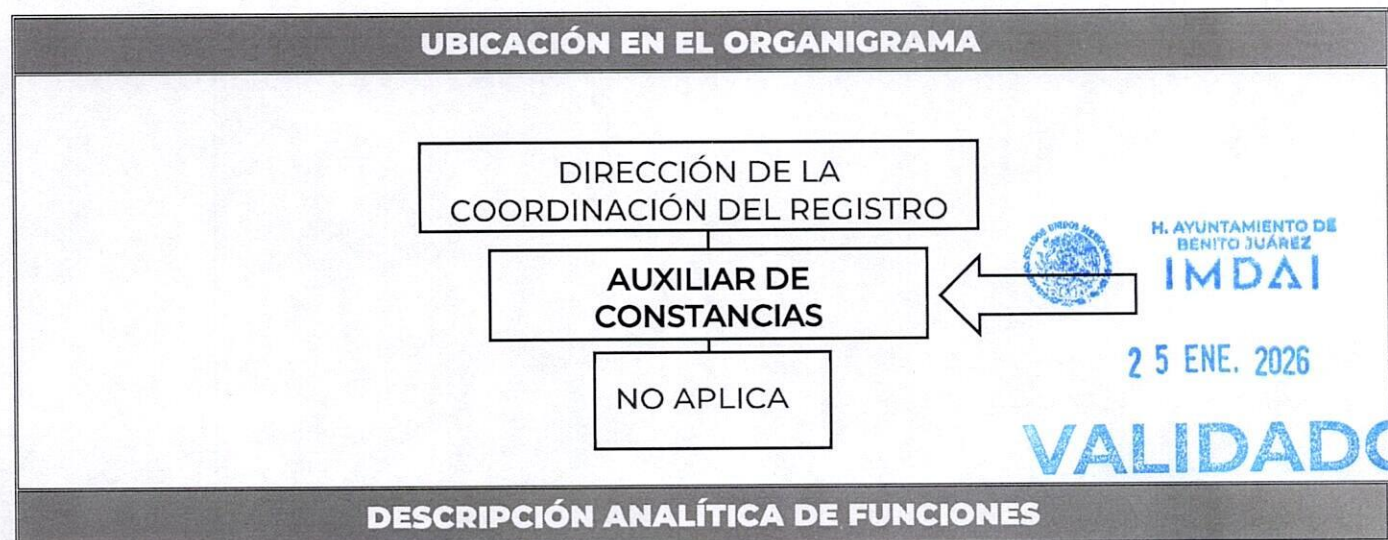 UBICACIÓN EN EL ORGANIGRAMA
DIRECCIÓN DE LA
COORDINACIÓN DEL REGISTRO
AUXILIAR DE
CONSTANCIAS
NO APLICA
H. AYUNTAMIENTO DE
BENITO JUÁREZ
IMDAI
25 ENE. 2026
VALIDADO
DESCRIPCIÓN ANALÍTICA DE FUNCIONES